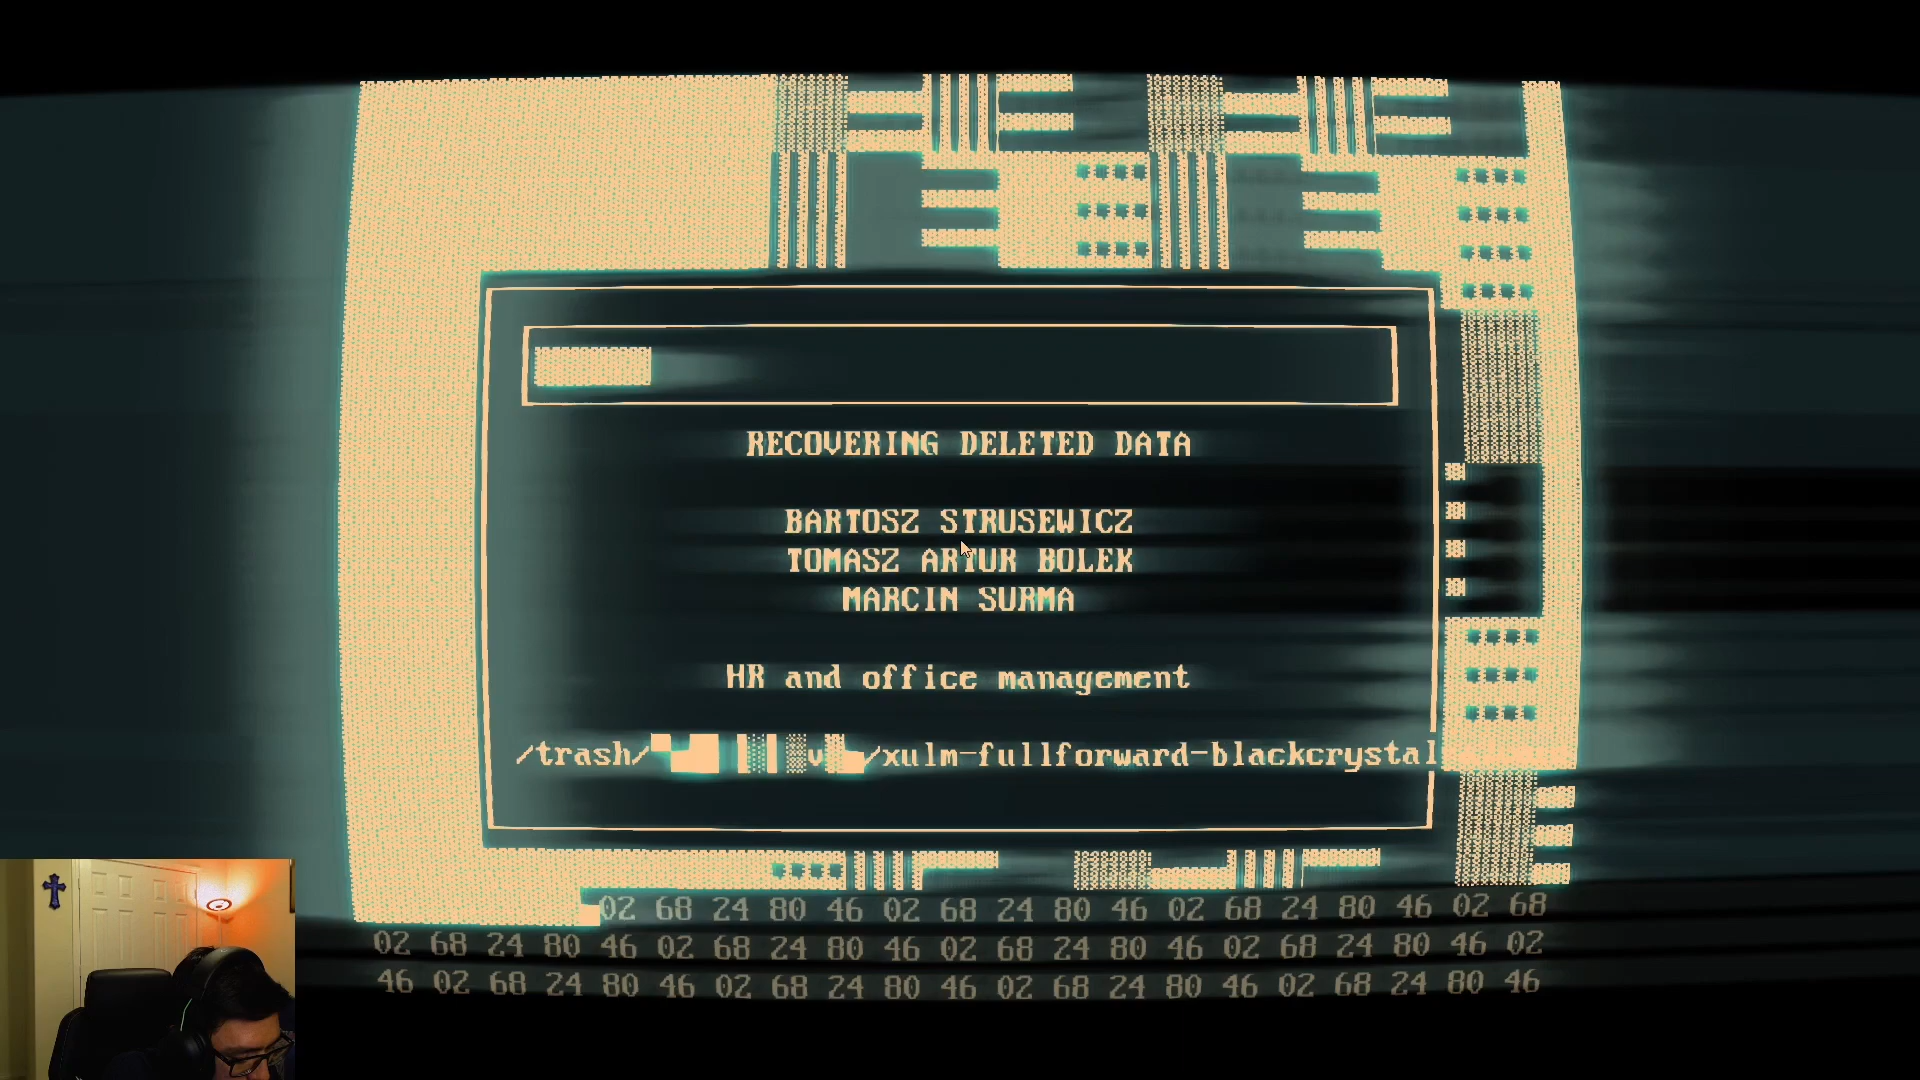 RECOVERING DELETED DATA
BARTOSZ STRUSEWICZ
TOMASZ ARTUR BOLEK
MARCIN SURMA
HR and office management
/trash/ v /xulm-fullforward-blackcrystal
02 68 24 80 46 02 68 24 80 46 02 68 24 80 46 02 68
02 68 24 80 46 02 68 24 80 46 02 68 24 80 46 02 68 24 80 46 02
46 02 68 24 80 46 02 68 24 80 46 02 68 24 80 46 02 68 24 80 46